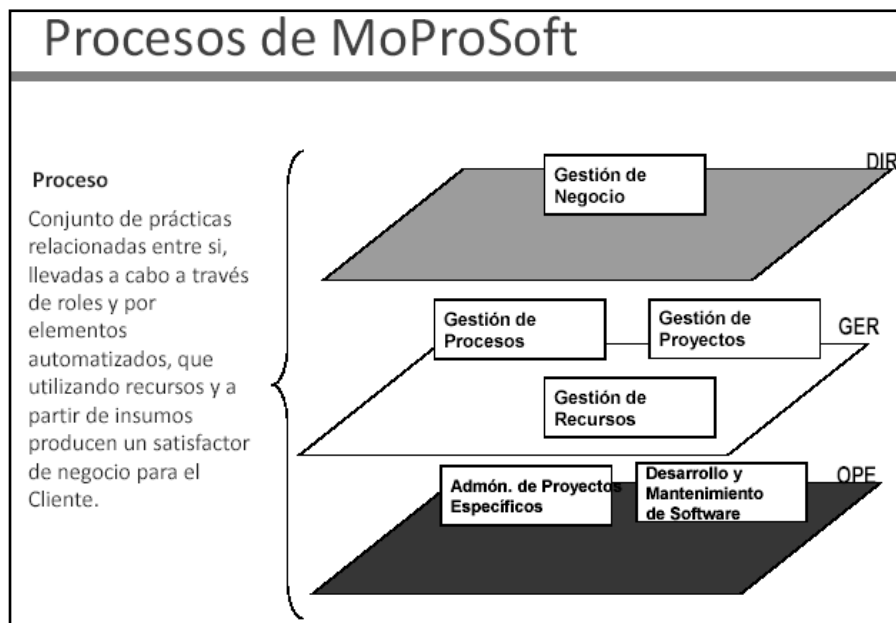 Procesos de MoProSoft
Proceso
Conjunto de prácticas
relacionadas entre si,
llevadas a cabo a través
de roles y por
elementos
automatizados, que
utilizando recursos y a
partir de insumos
producen un satisfactor
de negocio para el
Cliente.
DIR
Gestión de
Negocio
GER
Gestión de
Procesos
Gestión de
Proyectos
Gestión de
Recursos
OPE
Admón. de Proyectos
Específicos
Desarrollo y
Mantenimiento
de Software